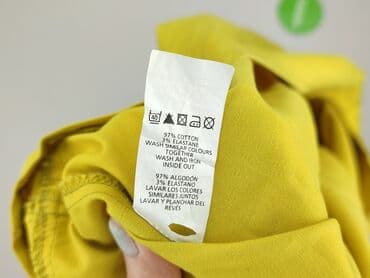 40
97% COTTON
3% ELASTANE
WASH SIMILAR COLOURS
TOGETHER
WASH AND IRON
INSIDE OUT
97% ALGODÓN
3% ELASTANO
LAVAR LOS COLORES
SIMILARES JUNTOS
LAVAR Y PLANCHAR DEL
REVÉS